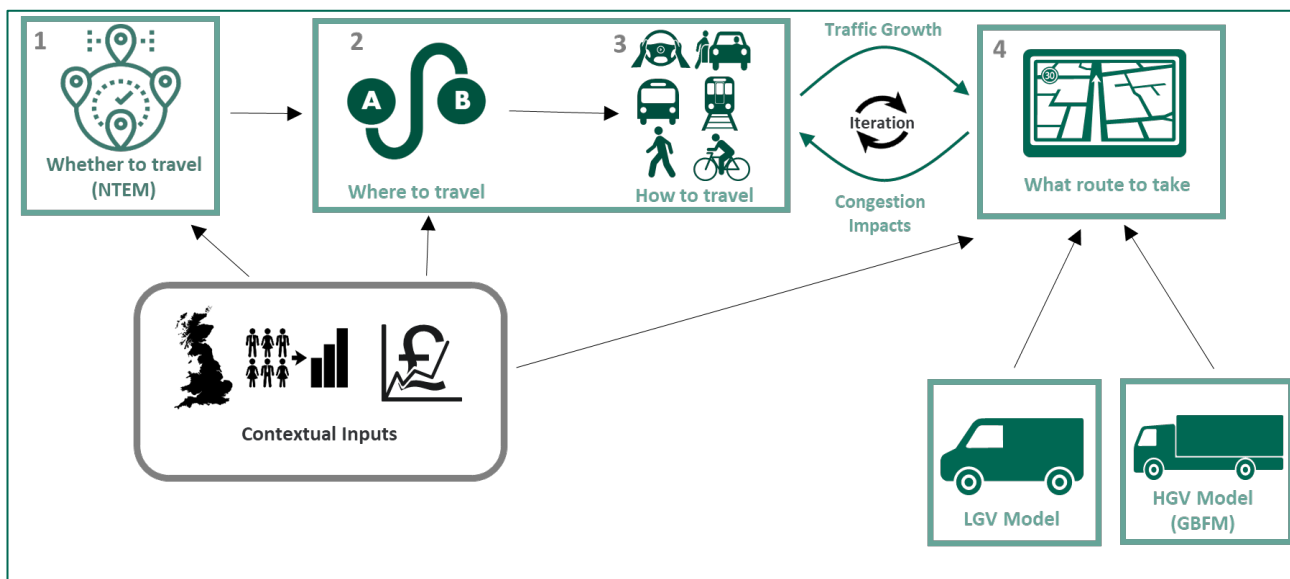 1
Whether to travel
(NTEM)
2
A
B
Where to travel
3
How to travel
Traffic Growth
Iteration
Congestion
Impacts
4
30
What route to take
£
Contextual Inputs
LGV Model
HGV Model
(GBFM)